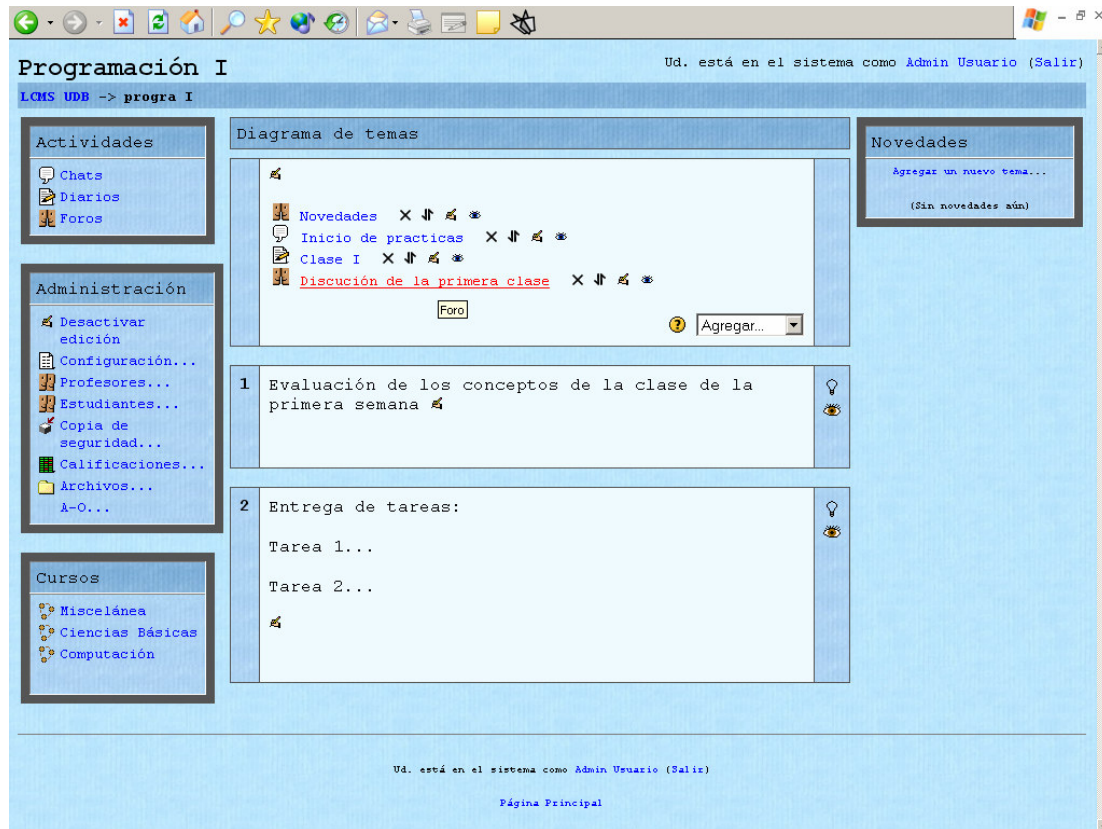 Programación I
Ud. está en el sistema como Admin Usuario (Salir)
LCMS UDB -> progra I
Actividades
Chats
Diarios
Foros
Administración
Desactivar
edición
Configuración...
Profesores...
Estudiantes...
Copia de
seguridad...
Calificaciones...
Archivos...
A-O...
Cursos
Miscelánea
Ciencias Básicas
Computación
Diagrama de temas
Novedades
Inicio de practicas
Clase I
Discución de la primera clase
Foro
Agregar...
1 Evaluación de los conceptos de la clase de la
primera semana
2 Entrega de tareas:
Tarea 1...
Tarea 2...
Novedades
Agregar un nuevo tema...
(Sin novedades aún)
Ud. está en el sistema como Admin Usuario (Salir)
Página Principal